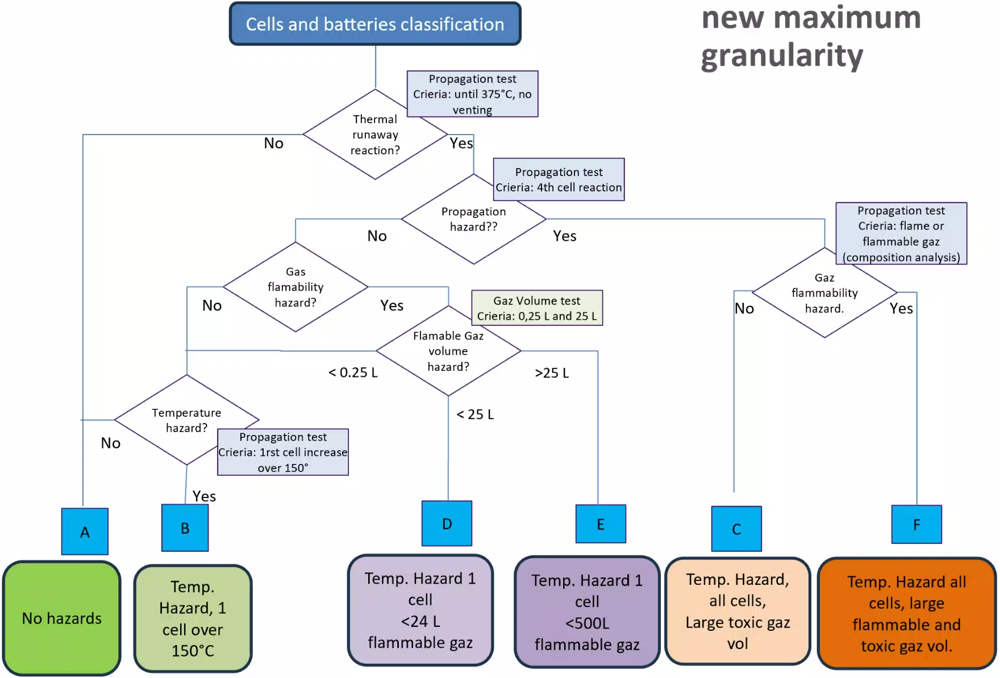 new maximum
granularity
Cells and batteries classification
Propagation test
Crieria: until 375°C, no
venting
Thermal
runaway
reaction?
No
Yes
Propagation test
Crieria: 4th cell reaction
Propagation
hazard??
No
Yes
Propagation test
Crieria: flame or
flammable gaz
(composition analysis)
Gas
flamability
hazard?
No
Yes
Gaz
flammability
hazard.
No
Yes
Gaz Volume test
Crieria: 0,25 L and 25 L
Flamable Gaz
volume
hazard?
< 0.25 L
>25 L
< 25 L
Temperature
hazard?
No
Propagation test
Crieria: 1rst cell increase
over 150°
Yes
A
B
D
E
C
F
No hazards
Temp.
Hazard, 1
cell over
150°C
Temp. Hazard 1
cell
<24 L
flammable gaz
Temp. Hazard 1
cell
<500L
flammable gaz
Temp. Hazard,
all cells,
Large toxic gaz
vol
Temp. Hazard all
cells, large
flammable and
toxic gaz vol.